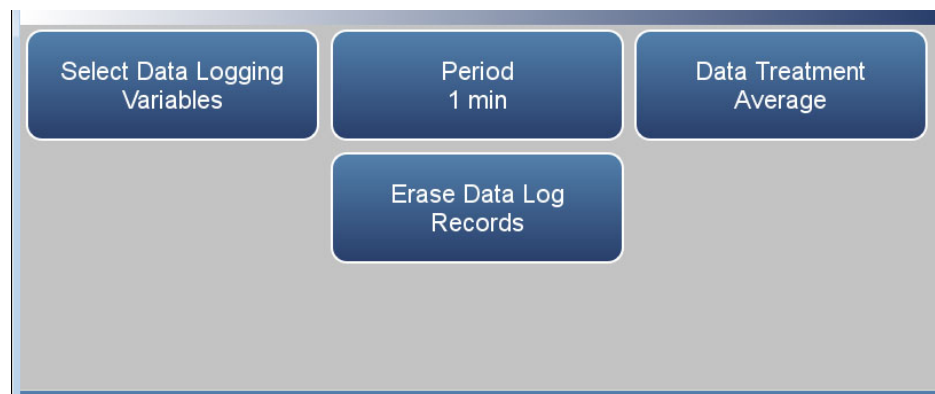 Select Data Logging
Variables
Period
1 min
Data Treatment
Average
Erase Data Log
Records